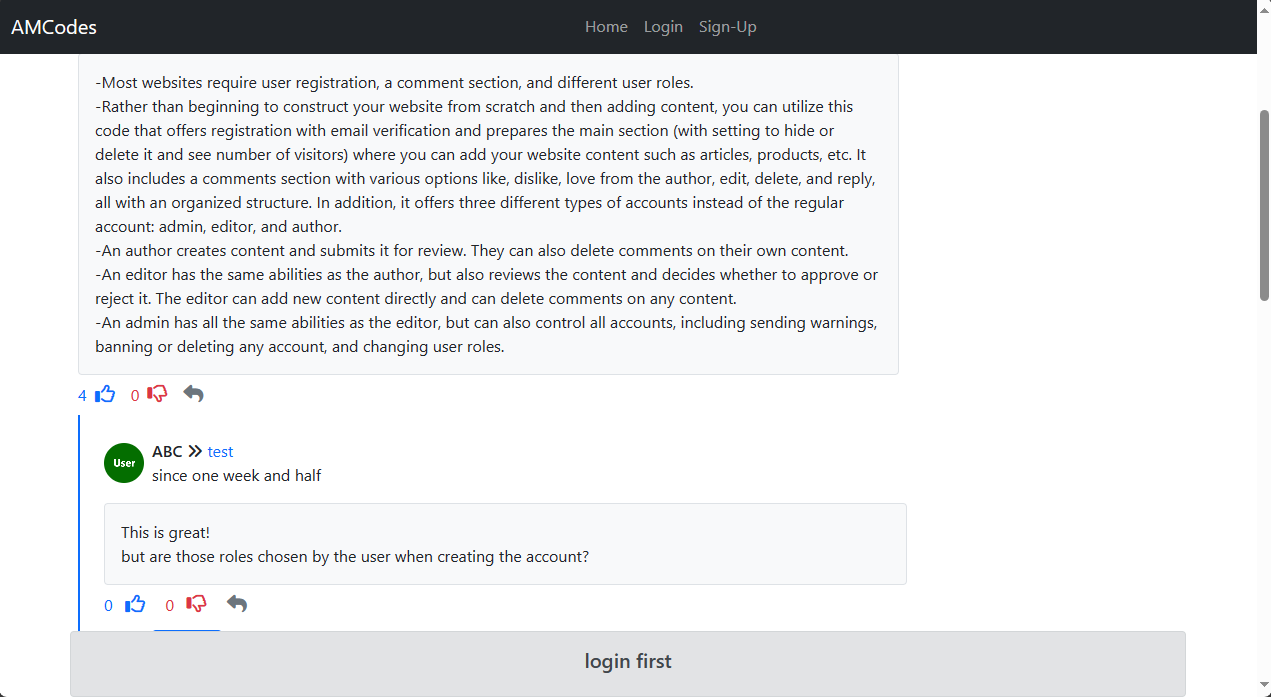 AMCodes
Home Login Sign-Up
-Most websites require user registration, a comment section, and different user roles.
-Rather than beginning to construct your website from scratch and then adding content, you can utilize this
code that offers registration with email verification and prepares the main section (with setting to hide or
delete it and see number of visitors) where you can add your website content such as articles, products, etc. It
also includes a comments section with various options like, dislike, love from the author, edit, delete, and reply,
all with an organized structure. In addition, it offers three different types of accounts instead of the regular
account: admin, editor, and author.
-An author creates content and submits it for review. They can also delete comments on their own content.
-An editor has the same abilities as the author, but also reviews the content and decides whether to approve or
reject it. The editor can add new content directly and can delete comments on any content.
-An admin has all the same abilities as the editor, but can also control all accounts, including sending warnings,
banning or deleting any account, and changing user roles.
4 0
User
ABC test
since one week and half
This is great!
but are those roles chosen by the user when creating the account?
0 0
login first